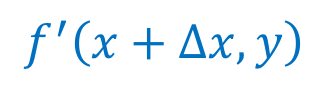 f′(x + Δx, y)